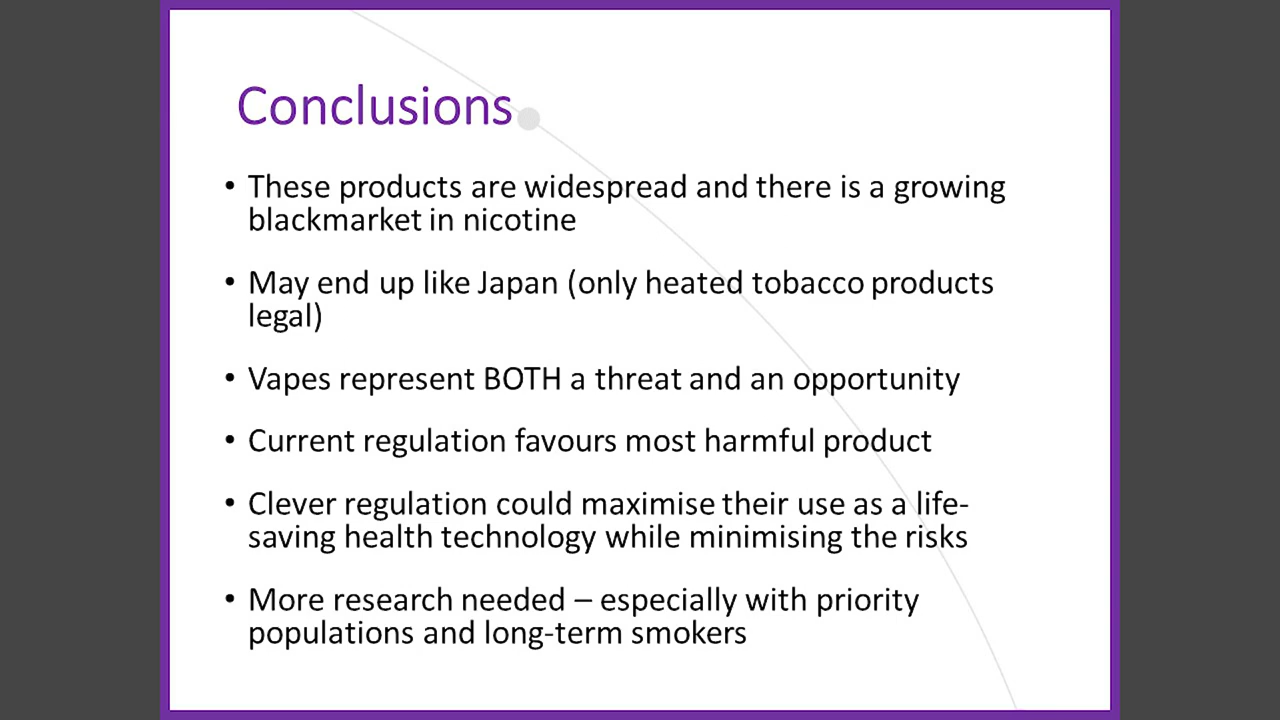 Conclusions
• These products are widespread and there is a growing
blackmarket in nicotine
• May end up like Japan (only heated tobacco products
legal)
• Vapes represent BOTH a threat and an opportunity
• Current regulation favours most harmful product
• Clever regulation could maximise their use as a life-
saving health technology while minimising the risks
• More research needed – especially with priority
populations and long-term smokers